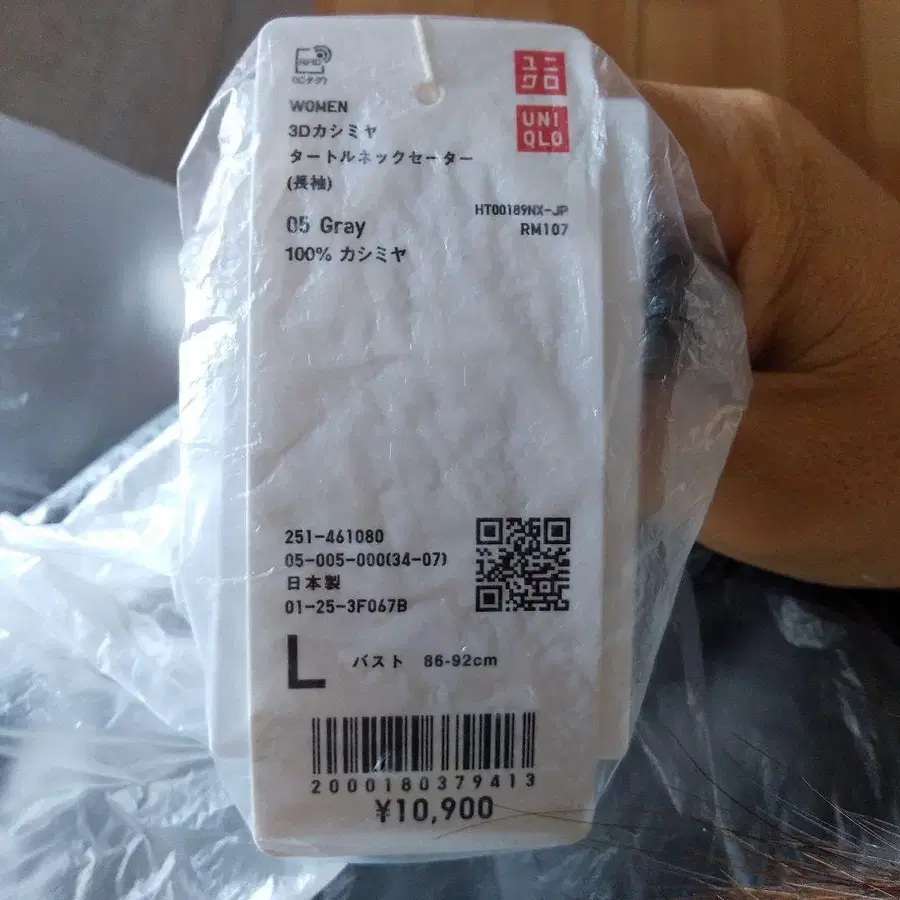 RFID
(ICタグ)
ユニ
クロ
UNI
QLO
WOMEN
3Dカシミヤ
タートルネックセーター
(長袖)
HT00189NX-JP
05 Gray
RM107
100% カシミヤ
251-461080
05-005-000(34-07)
日本製
01-25-3F067B
L バスト 86-92cm
2000180379413
¥10,900